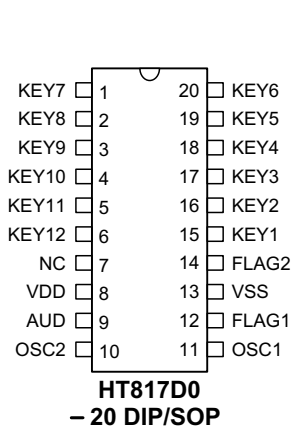 KEY7 1 20 KEY6
KEY8 2 19 KEY5
KEY9 3 18 KEY4
KEY10 4 17 KEY3
KEY11 5 16 KEY2
KEY12 6 15 KEY1
NC 7 14 FLAG2
VDD 8 13 VSS
AUD 9 12 FLAG1
OSC2 10 11 OSC1
HT817D0
– 20 DIP/SOP